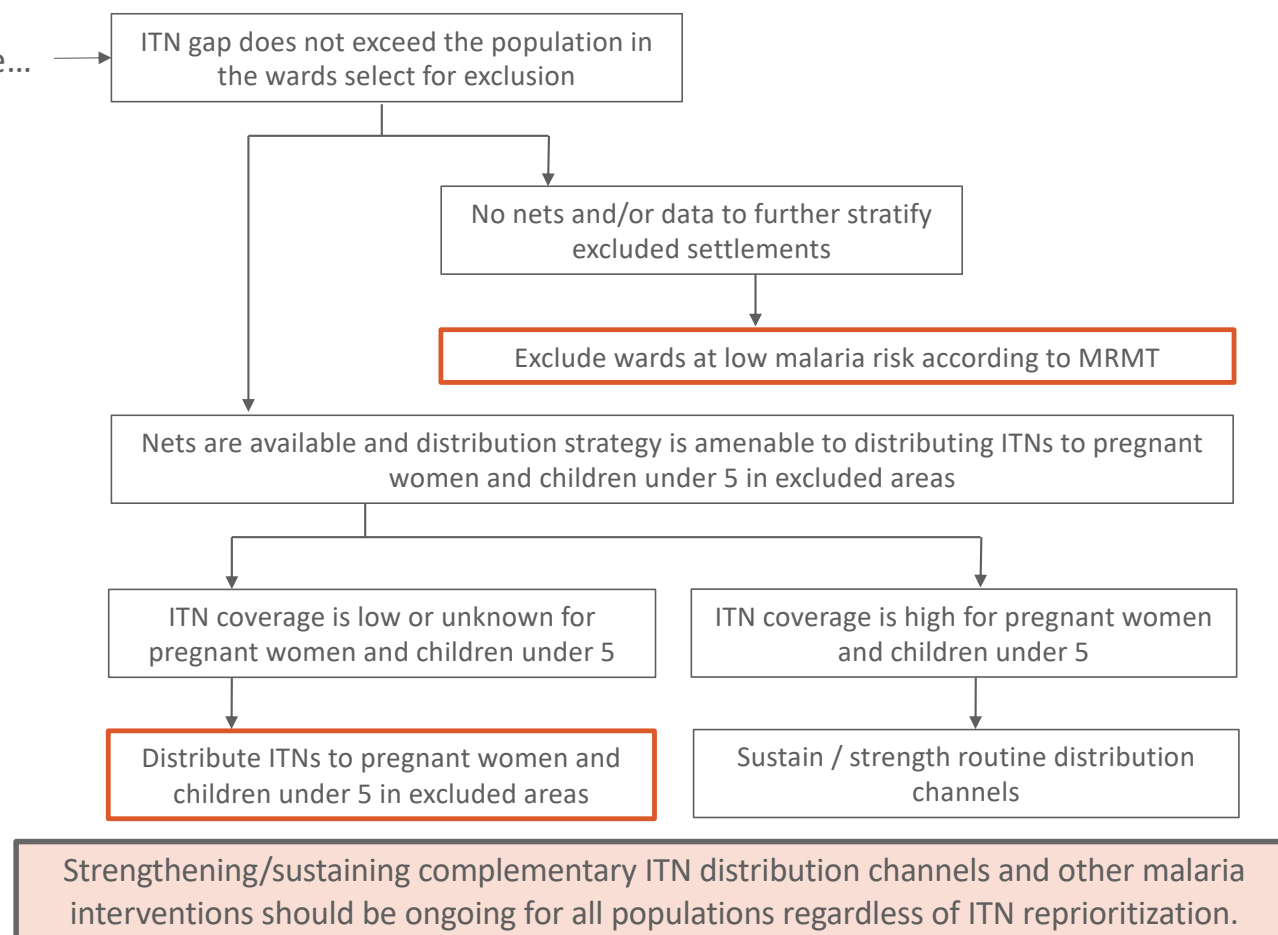 e...
ITN gap does not exceed the population in
the wards select for exclusion
No nets and/or data to further stratify
excluded settlements
Exclude wards at low malaria risk according to MRMT
Nets are available and distribution strategy is amenable to distributing ITNs to pregnant
women and children under 5 in excluded areas
ITN coverage is low or unknown for
pregnant women and children under 5
ITN coverage is high for pregnant women
and children under 5
Distribute ITNs to pregnant women and
children under 5 in excluded areas
Sustain / strength routine distribution
channels
Strengthening/sustaining complementary ITN distribution channels and other malaria
interventions should be ongoing for all populations regardless of ITN reprioritization.